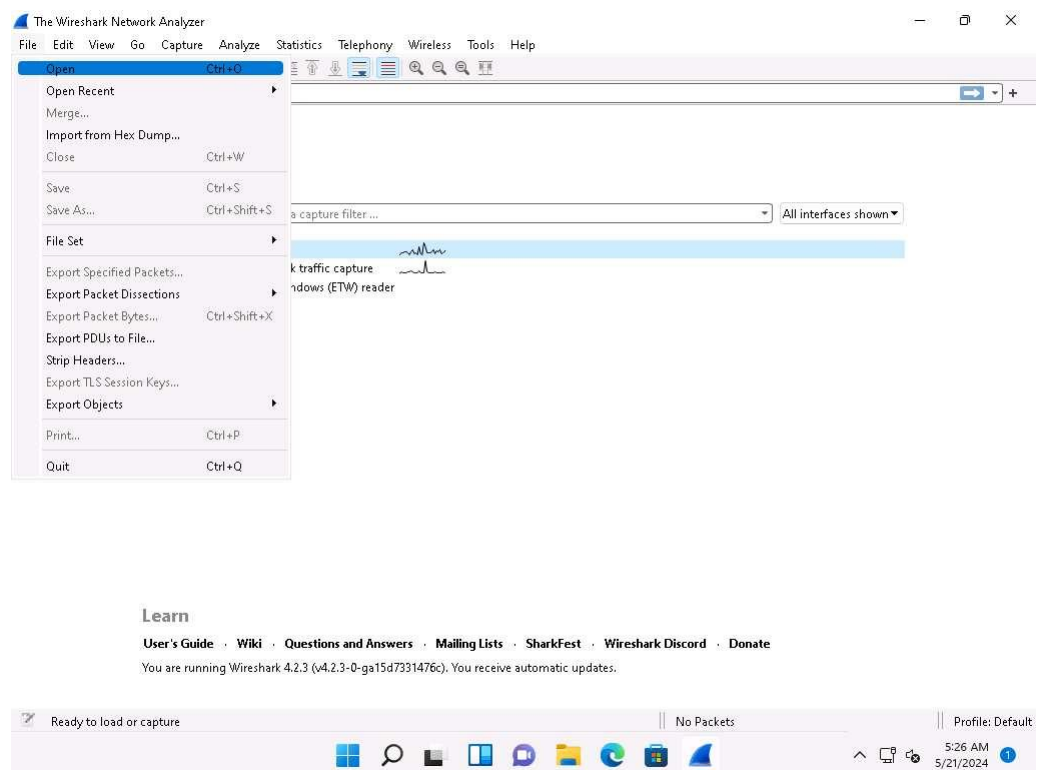 The Wireshark Network Analyzer
File Edit View Go Capture Analyze Statistics Telephony Wireless Tools Help
Open Ctrl+O
Open Recent
Merge...
Import from Hex Dump...
Close Ctrl+W
Save Ctrl+S
Save As... Ctrl+Shift+S
a capture filter ... All interfaces shown
File Set
Export Specified Packets...
k traffic capture
ndows (ETW) reader
Export Packet Dissections
Export Packet Bytes... Ctrl+Shift+X
Export PDUs to File...
Strip Headers...
Export TLS Session Keys...
Export Objects
Print... Ctrl+P
Quit Ctrl+Q
Learn
User's Guide · Wiki · Questions and Answers · Mailing Lists · SharkFest · Wireshark Discord · Donate
You are running Wireshark 4.2.3 (v4.2.3-0-ga15d7331476c). You receive automatic updates.
Ready to load or capture No Packets Profile: Default
5:26 AM
5/21/2024
1